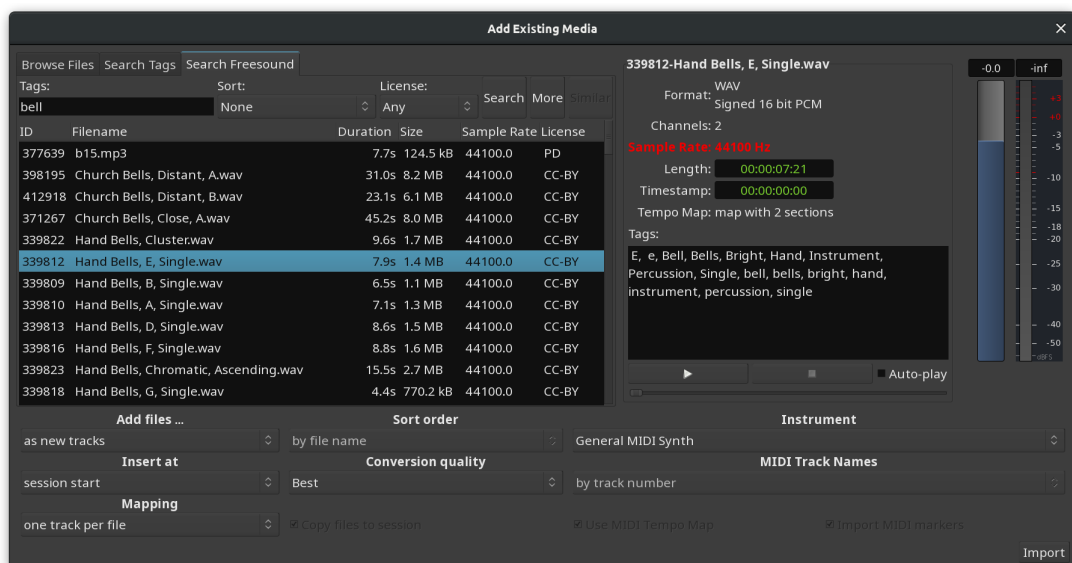 Add Existing Media
Browse Files Search Tags Search Freesound
Tags: Sort: License:
bell None Any Search More Similar
ID Filename Duration Size Sample Rate License
377639 b15.mp3 7.7s 124.5 kB 44100.0 PD
398195 Church Bells, Distant, A.wav 31.0s 8.2 MB 44100.0 CC-BY
412918 Church Bells, Distant, B.wav 23.1s 6.1 MB 44100.0 CC-BY
371267 Church Bells, Close, A.wav 45.2s 8.0 MB 44100.0 CC-BY
339822 Hand Bells, Cluster.wav 9.6s 1.7 MB 44100.0 CC-BY
339812 Hand Bells, E, Single.wav 7.9s 1.4 MB 44100.0 CC-BY
339809 Hand Bells, B, Single.wav 6.5s 1.1 MB 44100.0 CC-BY
339810 Hand Bells, A, Single.wav 7.1s 1.3 MB 44100.0 CC-BY
339813 Hand Bells, D, Single.wav 8.6s 1.5 MB 44100.0 CC-BY
339816 Hand Bells, F, Single.wav 8.8s 1.6 MB 44100.0 CC-BY
339823 Hand Bells, Chromatic, Ascending.wav 15.5s 2.7 MB 44100.0 CC-BY
339818 Hand Bells, G, Single.wav 4.4s 770.2 kB 44100.0 CC-BY
339812-Hand Bells, E, Single.wav
Format: WAV
Signed 16 bit PCM
Channels: 2
Sample Rate: 44100 Hz
Length: 00:00:07:21
Timestamp: 00:00:00:00
Tempo Map: map with 2 sections
Tags:
E, e, Bell, Bells, Bright, Hand, Instrument,
Percussion, Single, bell, bells, bright, hand,
instrument, percussion, single
Auto-play
-0.0 -inf
+3
+0
-3
-5
-10
-15
-18
-20
-25
-30
-40
-50
dBFS
Add files ... Sort order Instrument
as new tracks by file name General MIDI Synth
Insert at Conversion quality MIDI Track Names
session start Best by track number
Mapping
one track per file Copy files to session Use MIDI Tempo Map Import MIDI markers
Import